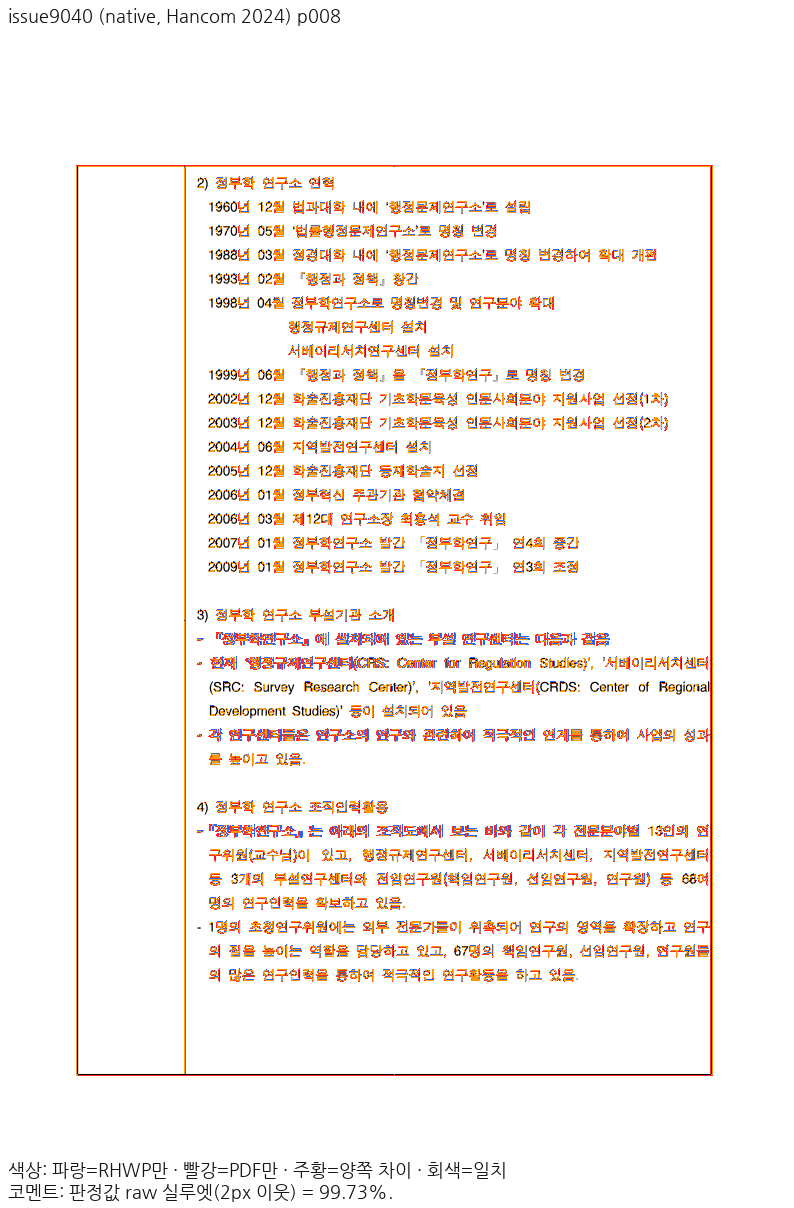 issue9040 (native, Hancom 2024) p008
2) 정부학 연구소 연혁
1960년 12월 법과대학 내에 '행정문제연구소'로 설립
1970년 05월 '법률행정문제연구소'로 명칭 변경
1988년 03월 정경대학 내에 '행정문제연구소'로 명칭 변경하여 확대 개편
1993년 02월 『행정과 정책』창간
1998년 04월 정부학연구소로 명칭변경 및 연구분야 확대
행정규제연구센터 설치
서베이리서치연구센터 설치
1999년 06월 『행정과 정책』을 『정부학연구』로 명칭 변경
2002년 12월 학술진흥재단 기초학문육성 인문사회분야 지원사업 선정(1차)
2003년 12월 학술진흥재단 기초학문육성 인문사회분야 지원사업 선정(2차)
2004년 06월 지역발전연구센터 설치
2005년 12월 학술진흥재단 등재학술지 선정
2006년 01월 정부혁신 주관기관 협약체결
2006년 03월 제12대 연구소장 최흥석 교수 취임
2007년 01월 정부학연구소 발간 「정부학연구」 연4회 증간
2009년 01월 정부학연구소 발간 「정부학연구」 연3회 조정
3) 정부학 연구소 부설기관 소개
- 『정부학연구소』에 설치되어 있는 부설 연구센터는 다음과 같음
- 현재 '행정규제연구센터(CRS: Center for Regulation Studies)', '서베이리서치센터
(SRC: Survey Research Center)', '지역발전연구센터(CRDS: Center of Regional
Development Studies)' 등이 설치되어 있음
- 각 연구센터들은 연구소의 연구와 관련하여 적극적인 연계를 통하여 사업의 성과
를 높이고 있음.
4) 정부학 연구소 조직인력활용
- 『정부학연구소』는 아래의 조직도에서 보는 바와 같이 각 전문분야별 13인의 연
구위원(교수님)이 있고, 행정규제연구센터, 서베이리서치센터, 지역발전연구센터
등 3개의 부설연구센터와 전임연구원(책임연구원, 선임연구원, 연구원) 등 68여
명의 연구인력을 확보하고 있음.
- 1명의 초청연구위원에는 외부 전문가들이 위촉되어 연구의 영역을 확장하고 연구
의 질을 높이는 역할을 담당하고 있고, 67명의 책임연구원, 선임연구원, 연구원들
의 많은 연구인력을 통하여 적극적인 연구활동을 하고 있음.
색상: 파랑=RHWP만 · 빨강=PDF만 · 주황=양쪽 차이 · 회색=일치
코멘트: 판정값 raw 실루엣(2px 이웃) = 99.73%.